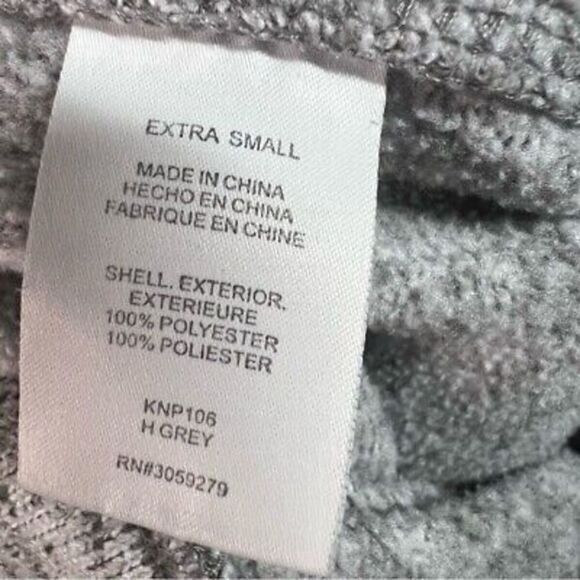 EXTRA SMALL
MADE IN CHINA
HECHO EN CHINA
FABRIQUE EN CHINE
SHELL. EXTERIOR.
EXTERIEURE
100% POLYESTER
100% POLIESTER
KNP106
H GREY
RN#3059279